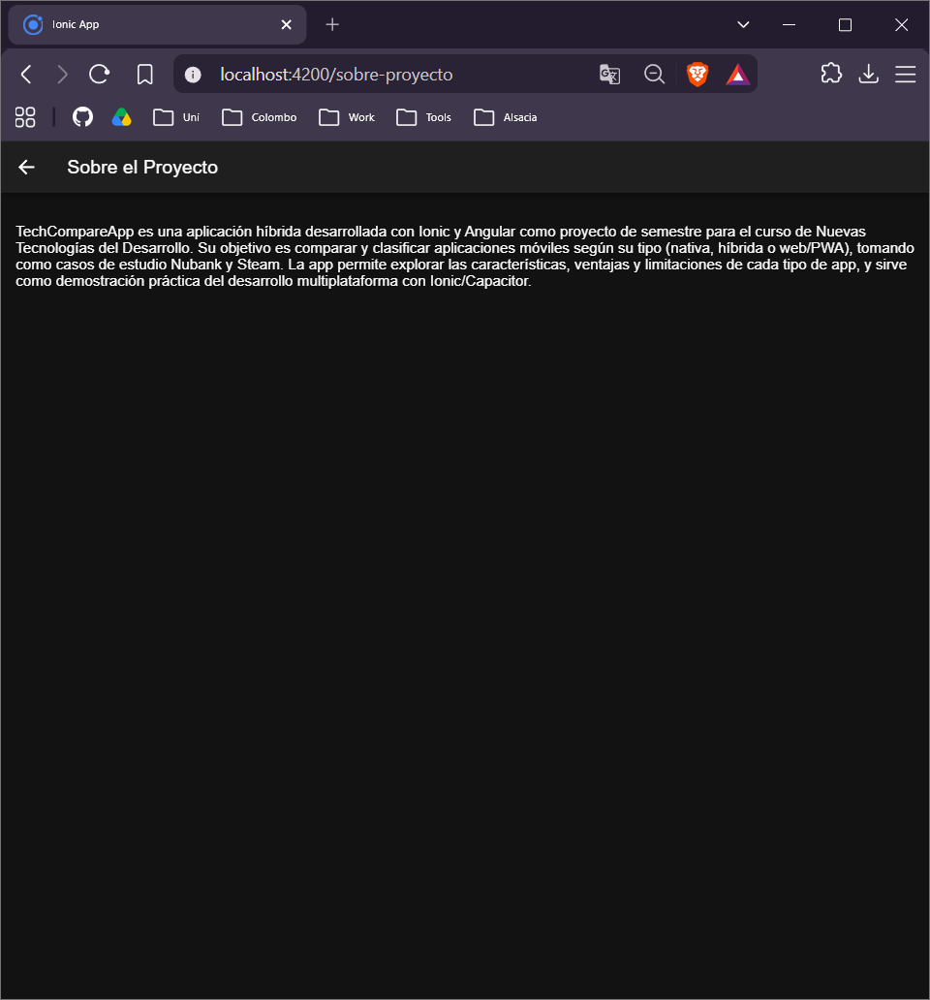 Ionic App
localhost:4200/sobre-proyecto
Uni
Colombo
Work
Tools
Alsacia
Sobre el Proyecto
TechCompareApp es una aplicación híbrida desarrollada con Ionic y Angular como proyecto de semestre para el curso de Nuevas
Tecnologías del Desarrollo. Su objetivo es comparar y clasificar aplicaciones móviles según su tipo (nativa, híbrida o web/PWA), tomando
como casos de estudio Nubank y Steam. La app permite explorar las características, ventajas y limitaciones de cada tipo de app, y sirve
como demostración práctica del desarrollo multiplataforma con Ionic/Capacitor.